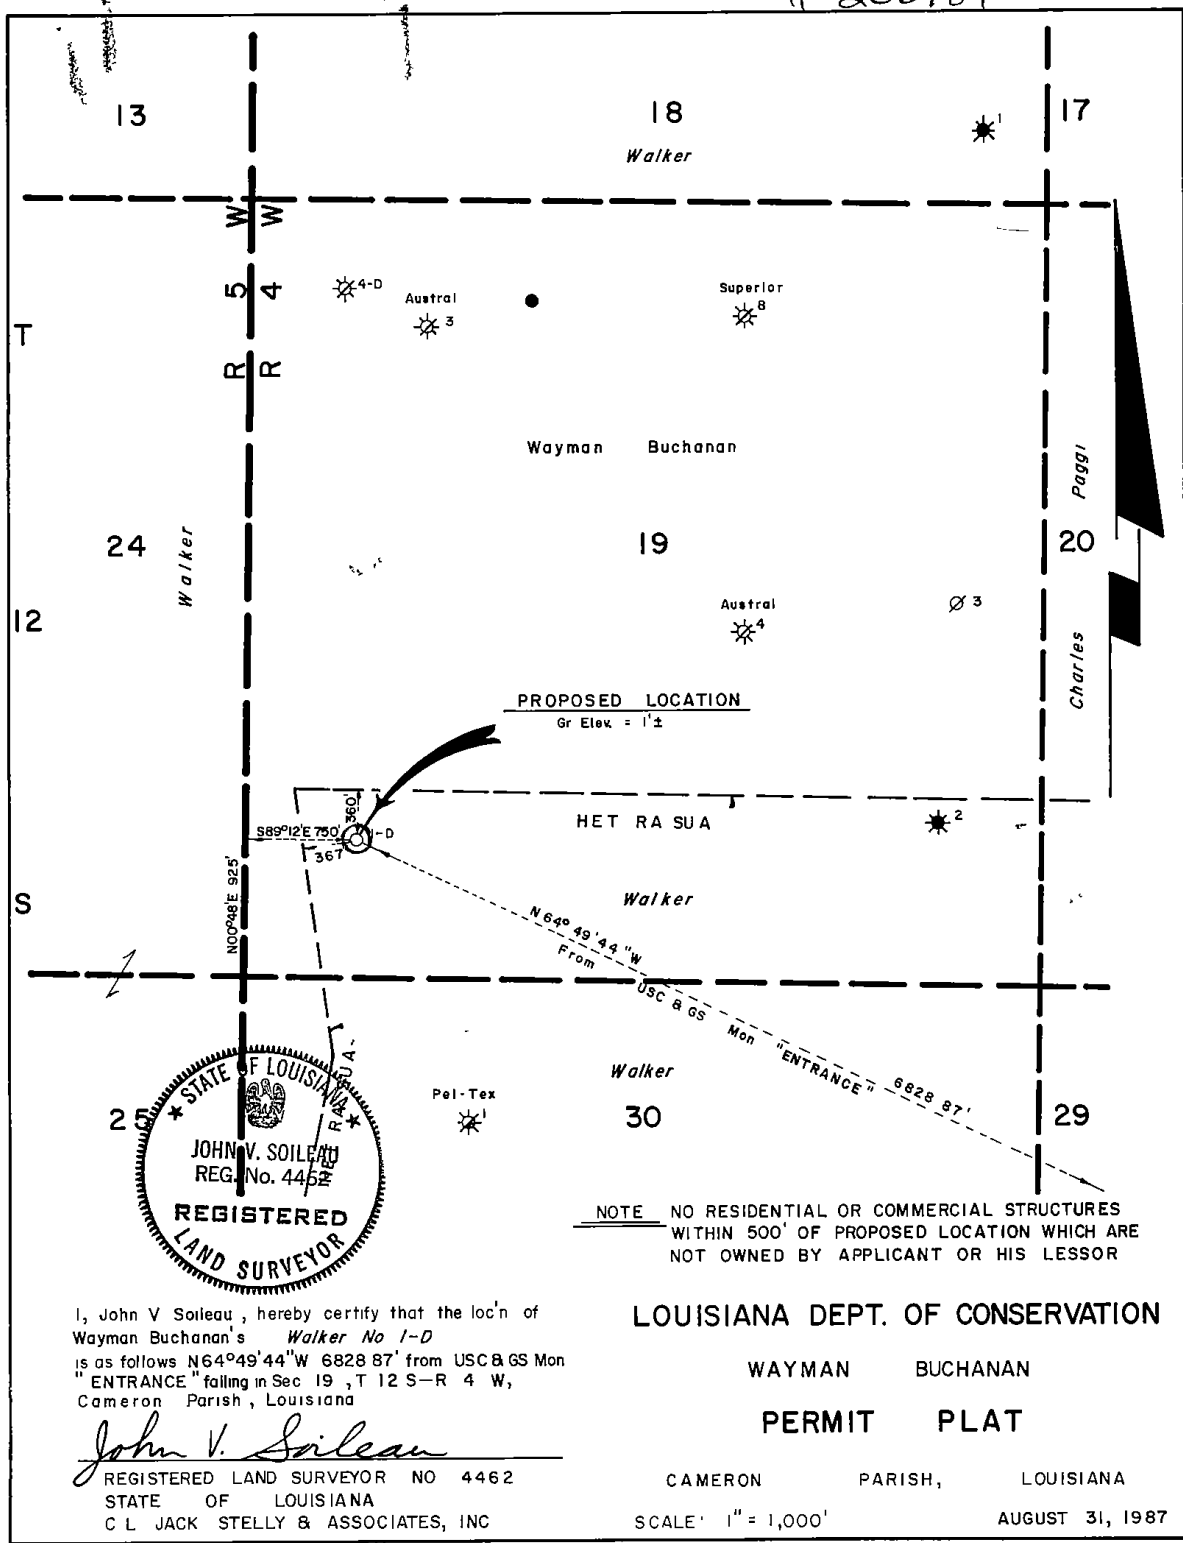 13
18
17
Walker
1
W W
5 4
R R
T
4-D
Austral
3
Superior
8
Wayman Buchanan
Paggi
24
Walker
19
20
12
Austral
4
3
Charles
PROPOSED LOCATION
Gr Elev. = 1'±
360'
S89°12'E 750'
1-D
367'
HET RA SUA
2
N00°48'E 925'
S
Walker
N 64° 49' 44" W
From USC & GS Mon "ENTRANCE" 6828 87'
HET RA SUA
Walker
Pel-Tex
1
25
30
29
STATE OF LOUISIANA
JOHN V. SOILEAU
REG. No. 4462
REGISTERED
LAND SURVEYOR
NOTE NO RESIDENTIAL OR COMMERCIAL STRUCTURES
WITHIN 500' OF PROPOSED LOCATION WHICH ARE
NOT OWNED BY APPLICANT OR HIS LESSOR
I, John V Soileau, hereby certify that the loc'n of
Wayman Buchanan's Walker No 1-D
is as follows N64°49'44"W 6828 87' from USC & GS Mon
"ENTRANCE" falling in Sec 19, T 12 S-R 4 W,
Cameron Parish, Louisiana
John V. Soileau
REGISTERED LAND SURVEYOR NO 4462
STATE OF LOUISIANA
C L JACK STELLY & ASSOCIATES, INC
LOUISIANA DEPT. OF CONSERVATION
WAYMAN BUCHANAN
PERMIT PLAT
CAMERON PARISH, LOUISIANA
SCALE' 1" = 1,000'
AUGUST 31, 1987